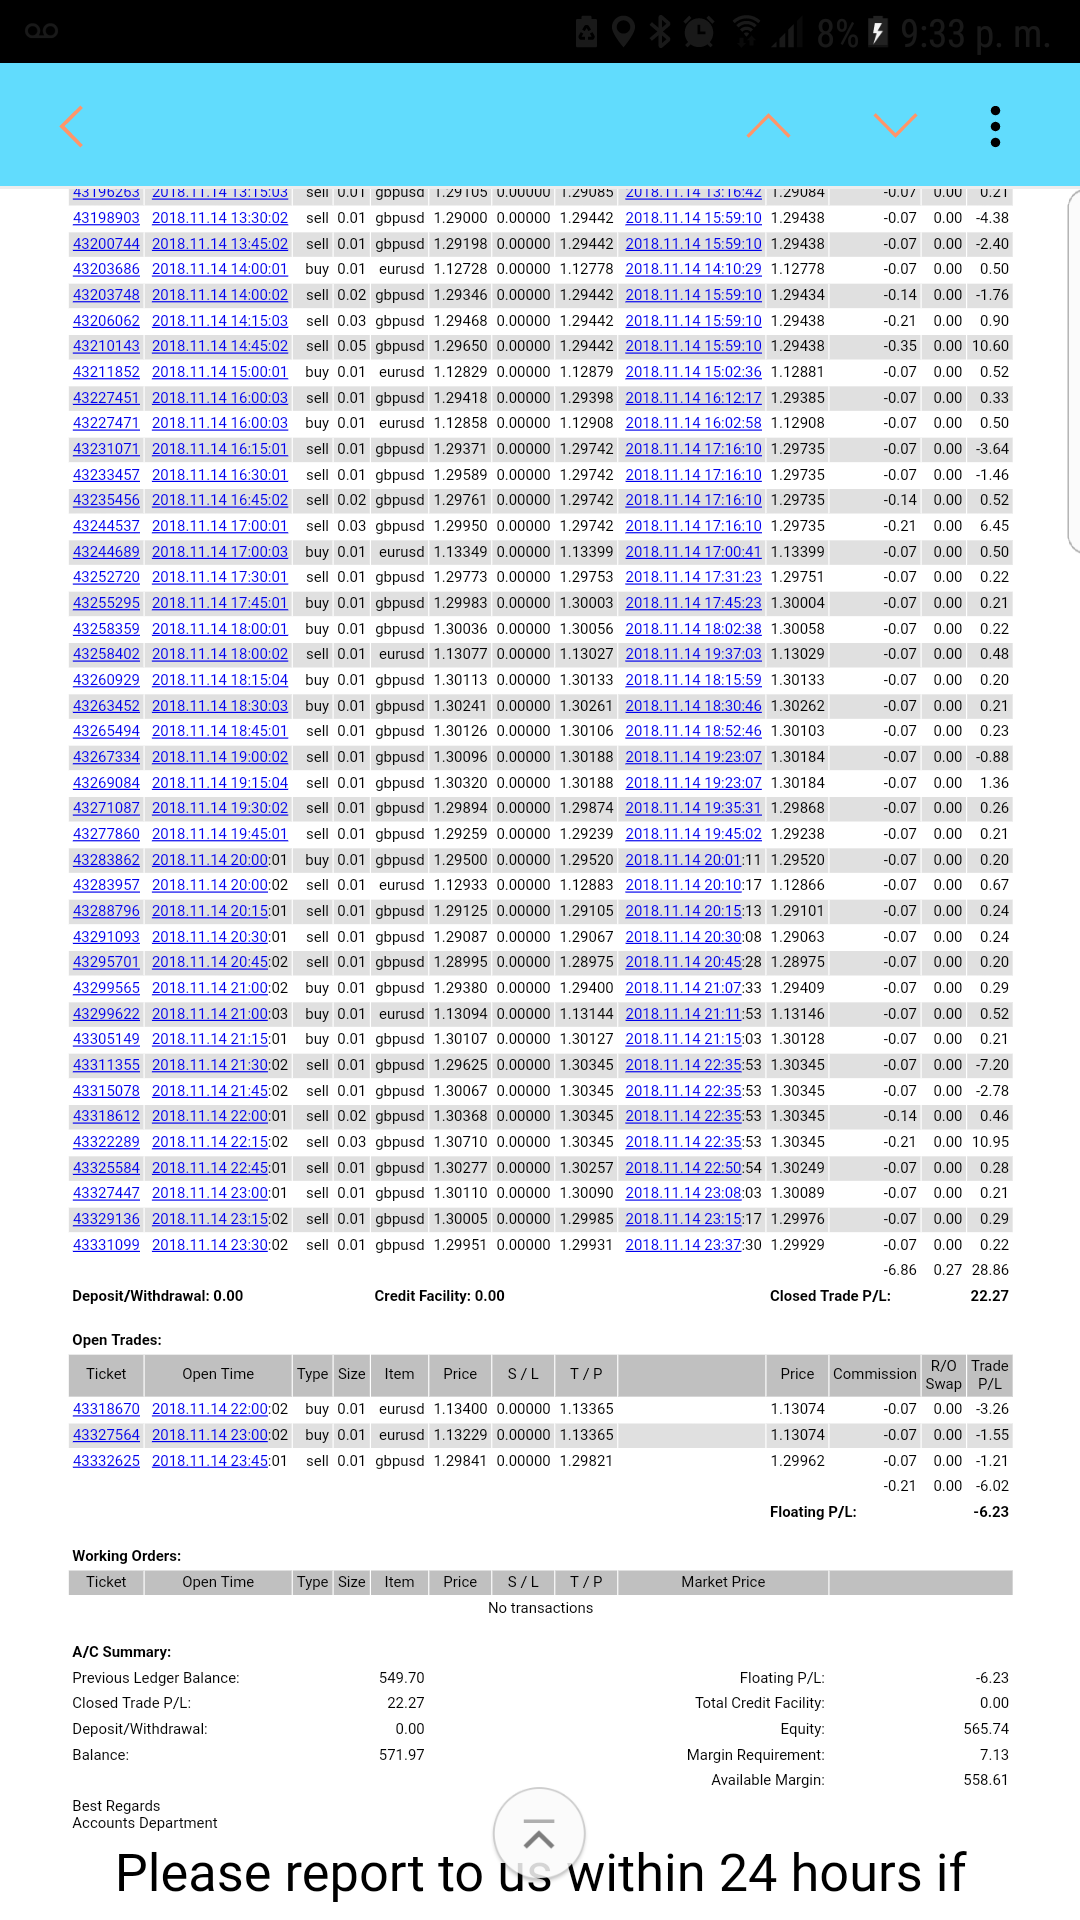 8% 9:33 p. m.
43196263 2018.11.14 13:15:03 sell 0.01 gbpusd 1.29105 0.00000 1.29085 2018.11.14 13:16:42 1.29084 -0.07 0.00 0.21
43198903 2018.11.14 13:30:02 sell 0.01 gbpusd 1.29000 0.00000 1.29442 2018.11.14 15:59:10 1.29438 -0.07 0.00 -4.38
43200744 2018.11.14 13:45:02 sell 0.01 gbpusd 1.29198 0.00000 1.29442 2018.11.14 15:59:10 1.29438 -0.07 0.00 -2.40
43203686 2018.11.14 14:00:01 buy 0.01 eurusd 1.12728 0.00000 1.12778 2018.11.14 14:10:29 1.12778 -0.07 0.00 0.50
43203748 2018.11.14 14:00:02 sell 0.02 gbpusd 1.29346 0.00000 1.29442 2018.11.14 15:59:10 1.29434 -0.14 0.00 -1.76
43206062 2018.11.14 14:15:03 sell 0.03 gbpusd 1.29468 0.00000 1.29442 2018.11.14 15:59:10 1.29438 -0.21 0.00 0.90
43210143 2018.11.14 14:45:02 sell 0.05 gbpusd 1.29650 0.00000 1.29442 2018.11.14 15:59:10 1.29438 -0.35 0.00 10.60
43211852 2018.11.14 15:00:01 buy 0.01 eurusd 1.12829 0.00000 1.12879 2018.11.14 15:02:36 1.12881 -0.07 0.00 0.52
43227451 2018.11.14 16:00:03 sell 0.01 gbpusd 1.29418 0.00000 1.29398 2018.11.14 16:12:17 1.29385 -0.07 0.00 0.33
43227471 2018.11.14 16:00:03 buy 0.01 eurusd 1.12858 0.00000 1.12908 2018.11.14 16:02:58 1.12908 -0.07 0.00 0.50
43231071 2018.11.14 16:15:01 sell 0.01 gbpusd 1.29371 0.00000 1.29742 2018.11.14 17:16:10 1.29735 -0.07 0.00 -3.64
43233457 2018.11.14 16:30:01 sell 0.01 gbpusd 1.29589 0.00000 1.29742 2018.11.14 17:16:10 1.29735 -0.07 0.00 -1.46
43235456 2018.11.14 16:45:02 sell 0.02 gbpusd 1.29761 0.00000 1.29742 2018.11.14 17:16:10 1.29735 -0.14 0.00 0.52
43244537 2018.11.14 17:00:01 sell 0.03 gbpusd 1.29950 0.00000 1.29742 2018.11.14 17:16:10 1.29735 -0.21 0.00 6.45
43244689 2018.11.14 17:00:03 buy 0.01 eurusd 1.13349 0.00000 1.13399 2018.11.14 17:00:41 1.13399 -0.07 0.00 0.50
43252720 2018.11.14 17:30:01 sell 0.01 gbpusd 1.29773 0.00000 1.29753 2018.11.14 17:31:23 1.29751 -0.07 0.00 0.22
43255295 2018.11.14 17:45:01 buy 0.01 gbpusd 1.29983 0.00000 1.30003 2018.11.14 17:45:23 1.30004 -0.07 0.00 0.21
43258359 2018.11.14 18:00:01 buy 0.01 gbpusd 1.30036 0.00000 1.30056 2018.11.14 18:02:38 1.30058 -0.07 0.00 0.22
43258402 2018.11.14 18:00:02 sell 0.01 eurusd 1.13077 0.00000 1.13027 2018.11.14 19:37:03 1.13029 -0.07 0.00 0.48
43260929 2018.11.14 18:15:04 buy 0.01 gbpusd 1.30113 0.00000 1.30133 2018.11.14 18:15:59 1.30133 -0.07 0.00 0.20
43263452 2018.11.14 18:30:03 buy 0.01 gbpusd 1.30241 0.00000 1.30261 2018.11.14 18:30:46 1.30262 -0.07 0.00 0.21
43265494 2018.11.14 18:45:01 sell 0.01 gbpusd 1.30126 0.00000 1.30106 2018.11.14 18:52:46 1.30103 -0.07 0.00 0.23
43267334 2018.11.14 19:00:02 sell 0.01 gbpusd 1.30096 0.00000 1.30188 2018.11.14 19:23:07 1.30184 -0.07 0.00 -0.88
43269084 2018.11.14 19:15:04 sell 0.01 gbpusd 1.30320 0.00000 1.30188 2018.11.14 19:23:07 1.30184 -0.07 0.00 1.36
43271087 2018.11.14 19:30:02 sell 0.01 gbpusd 1.29894 0.00000 1.29874 2018.11.14 19:35:31 1.29868 -0.07 0.00 0.26
43277860 2018.11.14 19:45:01 sell 0.01 gbpusd 1.29259 0.00000 1.29239 2018.11.14 19:45:02 1.29238 -0.07 0.00 0.21
43283862 2018.11.14 20:00:01 buy 0.01 gbpusd 1.29500 0.00000 1.29520 2018.11.14 20:01:11 1.29520 -0.07 0.00 0.20
43283957 2018.11.14 20:00:02 sell 0.01 eurusd 1.12933 0.00000 1.12883 2018.11.14 20:10:17 1.12866 -0.07 0.00 0.67
43288796 2018.11.14 20:15:01 sell 0.01 gbpusd 1.29125 0.00000 1.29105 2018.11.14 20:15:13 1.29101 -0.07 0.00 0.24
43291093 2018.11.14 20:30:01 sell 0.01 gbpusd 1.29087 0.00000 1.29067 2018.11.14 20:30:08 1.29063 -0.07 0.00 0.24
43295701 2018.11.14 20:45:02 sell 0.01 gbpusd 1.28995 0.00000 1.28975 2018.11.14 20:45:28 1.28975 -0.07 0.00 0.20
43299565 2018.11.14 21:00:02 buy 0.01 gbpusd 1.29380 0.00000 1.29400 2018.11.14 21:07:33 1.29409 -0.07 0.00 0.29
43299622 2018.11.14 21:00:03 buy 0.01 eurusd 1.13094 0.00000 1.13144 2018.11.14 21:11:53 1.13146 -0.07 0.00 0.52
43305149 2018.11.14 21:15:01 buy 0.01 gbpusd 1.30107 0.00000 1.30127 2018.11.14 21:15:03 1.30128 -0.07 0.00 0.21
43311355 2018.11.14 21:30:02 sell 0.01 gbpusd 1.29625 0.00000 1.30345 2018.11.14 22:35:53 1.30345 -0.07 0.00 -7.20
43315078 2018.11.14 21:45:02 sell 0.01 gbpusd 1.30067 0.00000 1.30345 2018.11.14 22:35:53 1.30345 -0.07 0.00 -2.78
43318612 2018.11.14 22:00:01 sell 0.02 gbpusd 1.30368 0.00000 1.30345 2018.11.14 22:35:53 1.30345 -0.14 0.00 0.46
43322289 2018.11.14 22:15:02 sell 0.03 gbpusd 1.30710 0.00000 1.30345 2018.11.14 22:35:53 1.30345 -0.21 0.00 10.95
43325584 2018.11.14 22:45:01 sell 0.01 gbpusd 1.30277 0.00000 1.30257 2018.11.14 22:50:54 1.30249 -0.07 0.00 0.28
43327447 2018.11.14 23:00:01 sell 0.01 gbpusd 1.30110 0.00000 1.30090 2018.11.14 23:08:03 1.30089 -0.07 0.00 0.21
43329136 2018.11.14 23:15:02 sell 0.01 gbpusd 1.30005 0.00000 1.29985 2018.11.14 23:15:17 1.29976 -0.07 0.00 0.29
43331099 2018.11.14 23:30:02 sell 0.01 gbpusd 1.29951 0.00000 1.29931 2018.11.14 23:37:30 1.29929 -0.07 0.00 0.22
-6.86 0.27 28.86
Deposit/Withdrawal: 0.00 Credit Facility: 0.00 Closed Trade P/L: 22.27
Open Trades:
Ticket Open Time Type Size Item Price S / L T / P Price Commission R/O Swap Trade P/L
43318670 2018.11.14 22:00:02 buy 0.01 eurusd 1.13400 0.00000 1.13365 1.13074 -0.07 0.00 -3.26
43327564 2018.11.14 23:00:02 buy 0.01 eurusd 1.13229 0.00000 1.13365 1.13074 -0.07 0.00 -1.55
43332625 2018.11.14 23:45:01 sell 0.01 gbpusd 1.29841 0.00000 1.29821 1.29962 -0.07 0.00 -1.21
-0.21 0.00 -6.02
Floating P/L: -6.23
Working Orders:
Ticket Open Time Type Size Item Price S / L T / P Market Price
No transactions
A/C Summary:
Previous Ledger Balance: 549.70 Floating P/L: -6.23
Closed Trade P/L: 22.27 Total Credit Facility: 0.00
Deposit/Withdrawal: 0.00 Equity: 565.74
Balance: 571.97 Margin Requirement: 7.13
Available Margin: 558.61
Best Regards
Accounts Department
Please report to us within 24 hours if